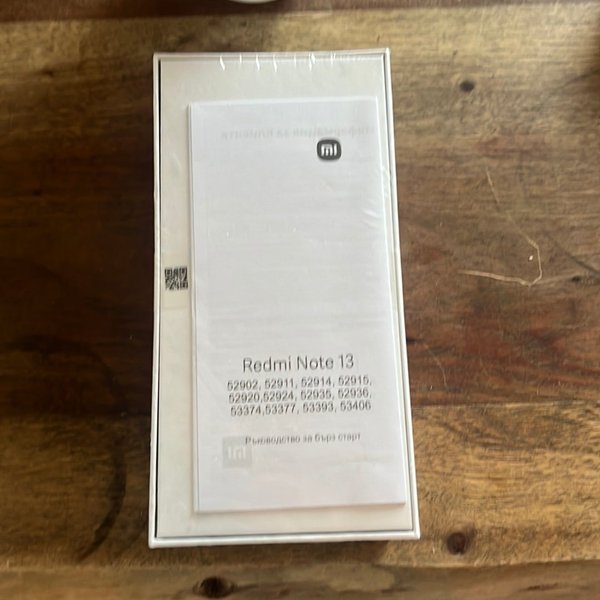 mi
Redmi Note 13
52902, 52911, 52914, 52915,
52920,52924, 52935, 52936,
53374,53377, 53393, 53406
Ръководство за бърз старт